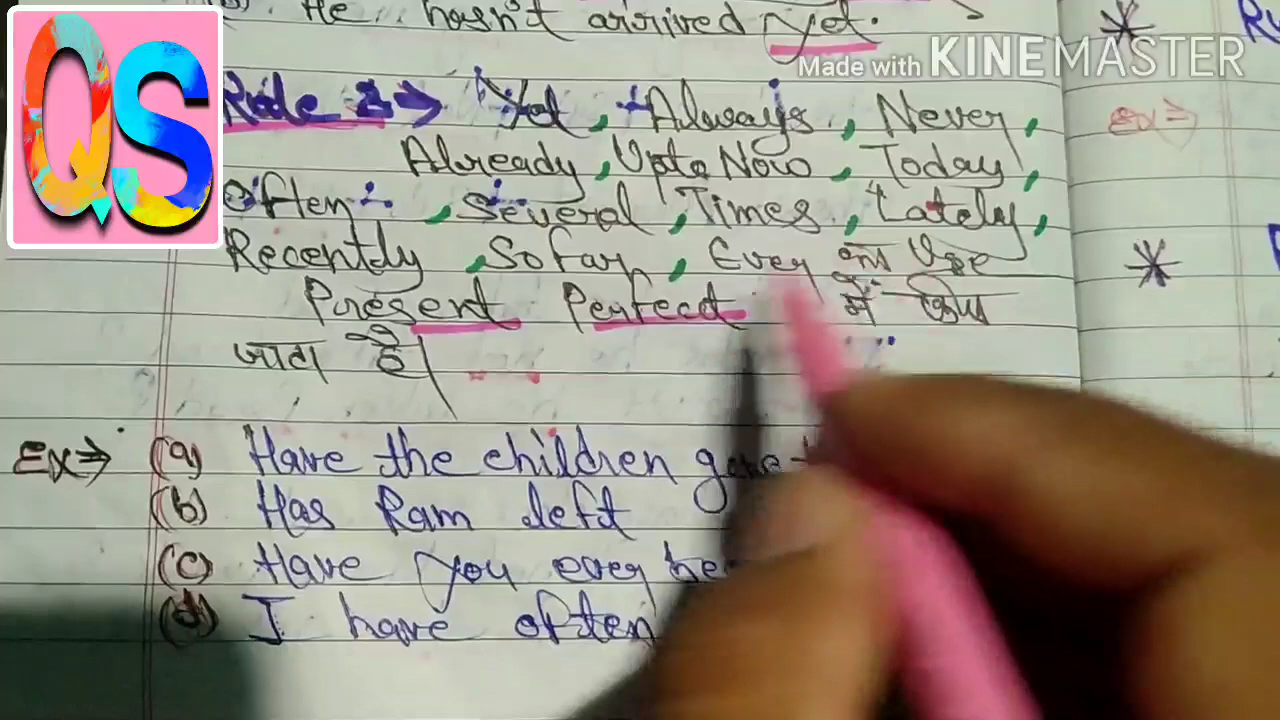 QS
He hasn't arrived yet.
Made with KINEMASTER
Rule 2⇒ Yet, Always, Never,
Already, Upto Now, Today,
Often, Several, Times, Lately,
Recently, So far, Ever का Use
Present Perfect में किया
जाता है।
Ex⇒ (a) Have the children gone
(b) Has Ram left
(c) Have you ever
(d) I have often
Ex⇒